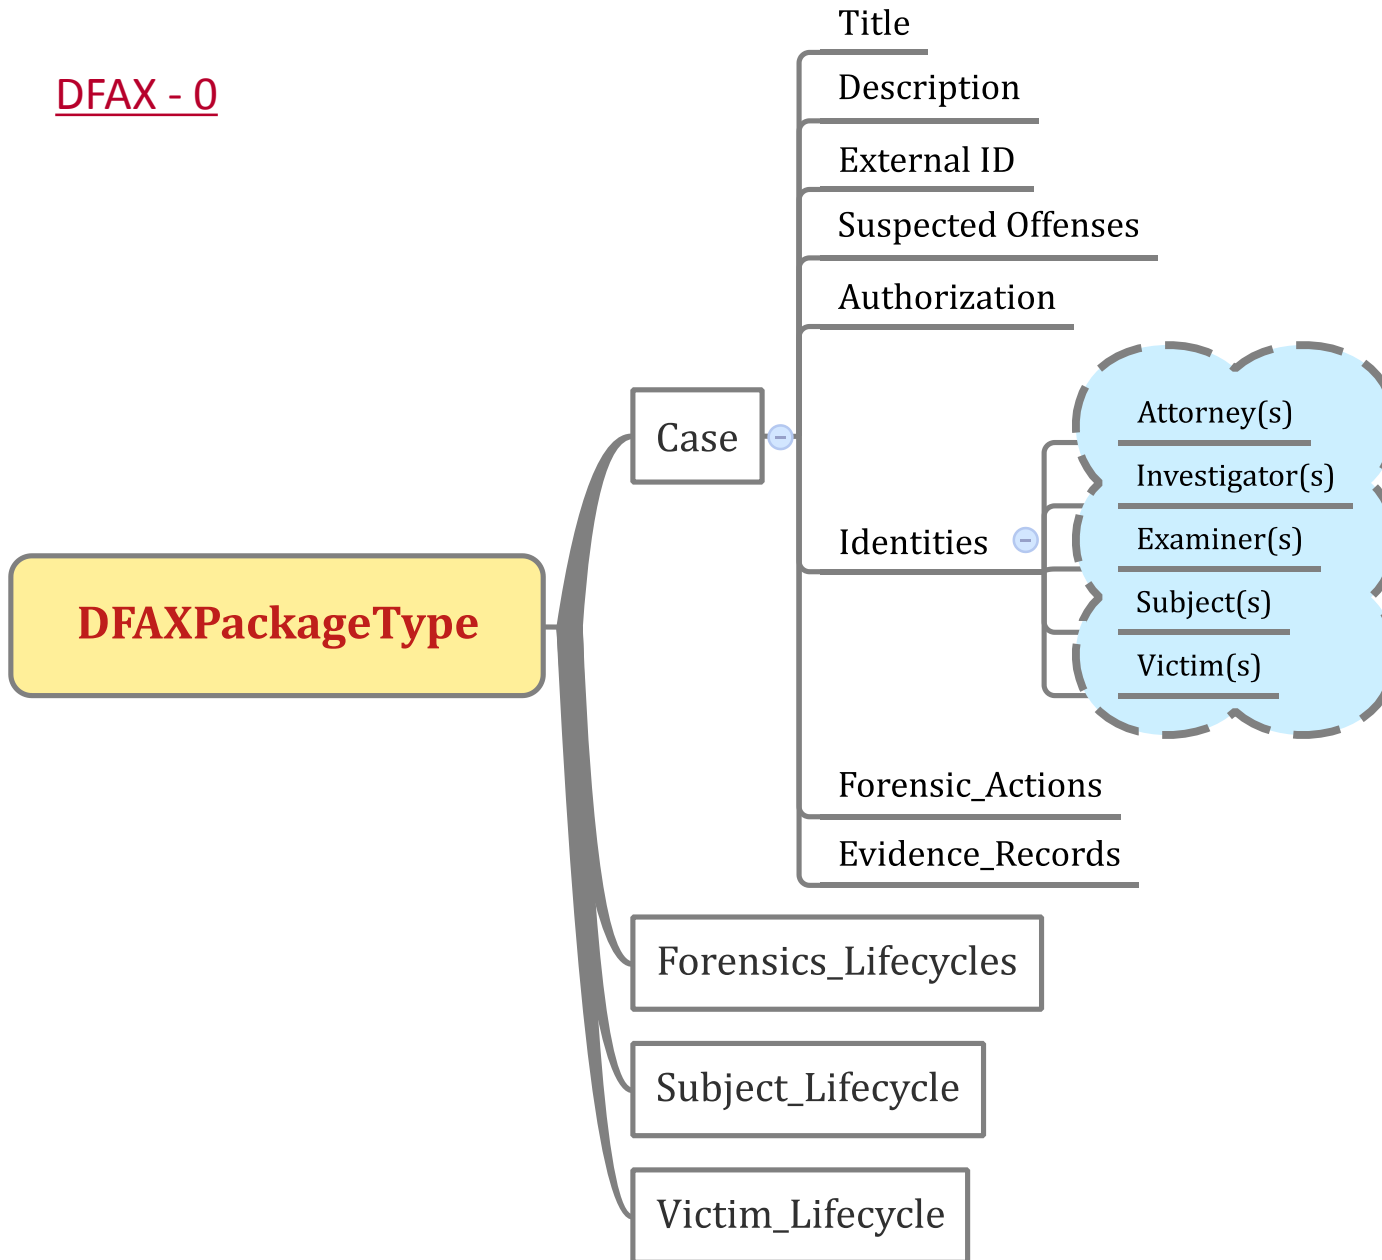 DFAX - 0
DFAXPackageType
Case
Title
Description
External ID
Suspected Offenses
Authorization
Identities
Attorney(s)
Investigator(s)
Examiner(s)
Subject(s)
Victim(s)
Forensic_Actions
Evidence_Records
Forensics_Lifecycles
Subject_Lifecycle
Victim_Lifecycle